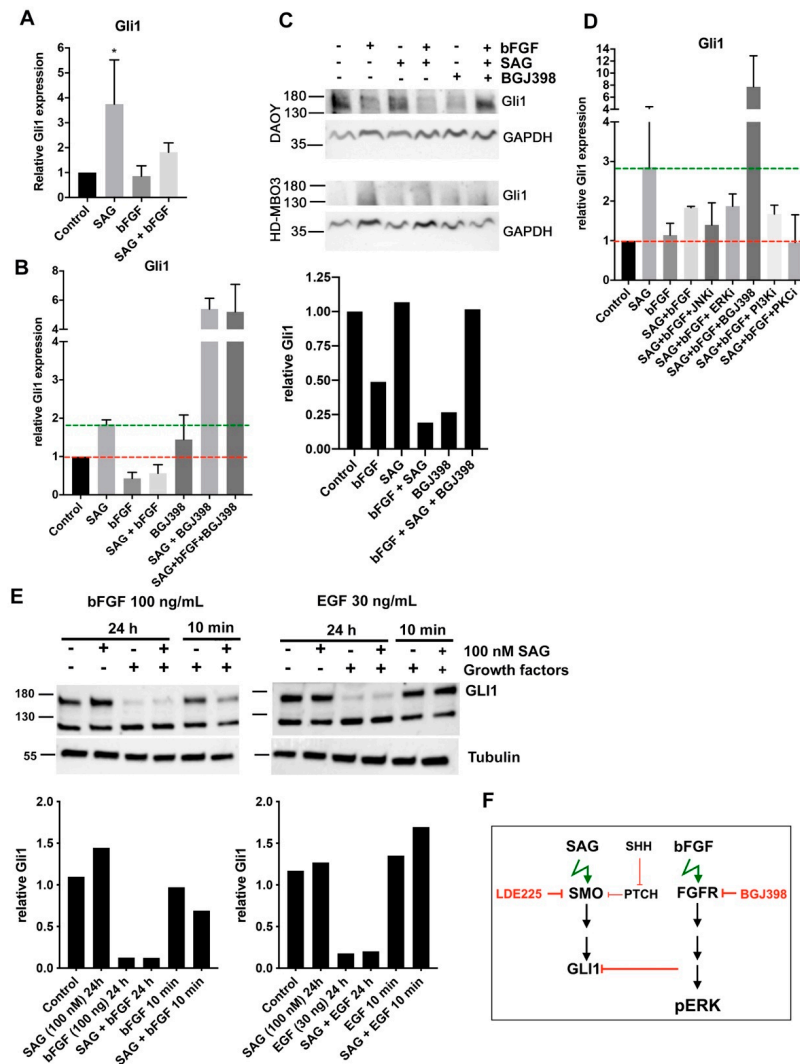 A
Gli1
Relative Gli1 expression
6
5
4
3
2
1
0
*
Control
SAG
bFGF
SAG + bFGF
B
Gli1
relative Gli1 expression
8
6
4
4
3
2
1
0
Control
SAG
bFGF
SAG + bFGF
BGJ398
SAG + BGJ398
SAG+bFGF+BGJ398
C
- + - + - + bFGF
- - + + - + SAG
- - - - + + BGJ398
DAOY
180
130
Gli1
35
GAPDH
HD-MBO3
180
130
Gli1
35
GAPDH
relative Gli1
1.25
1.00
0.75
0.50
0.25
0.00
Control
bFGF
SAG
bFGF + SAG
BGJ398
bFGF + SAG + BGJ398
D
Gli1
relative Gli1 expression
14
12
10
8
6
4
3
2
1
0
Control
SAG
bFGF
SAG+bFGF
SAG+bFGF+JNKi
SAG+bFGF+ ERKi
SAG+bFGF+BGJ398
SAG+bFGF+ PI3Ki
SAG+bFGF+PKCi
E
bFGF 100 ng/mL
EGF 30 ng/mL
24 h
10 min
24 h
10 min
- + - + - + - + - + - + 100 nM SAG
- - + + + + - - + + + + Growth factors
180
130
GLI1
55
Tubulin
relative Gli1
2.0
1.5
1.0
0.5
0.0
Control
SAG (100 nM) 24h
bFGF (100 ng) 24 h
SAG + bFGF 24h
bFGF 10 min
SAG + bFGF 10 min
relative Gli1
2.0
1.5
1.0
0.5
0.0
Control
SAG (100 nM) 24h
EGF (30 ng) 24 h
SAG + EGF 24h
EGF 10 min
SAG + EGF 10 min
F
SAG
SHH
bFGF
LDE225
SMO
PTCH
FGFR
BGJ398
GLI1
pERK